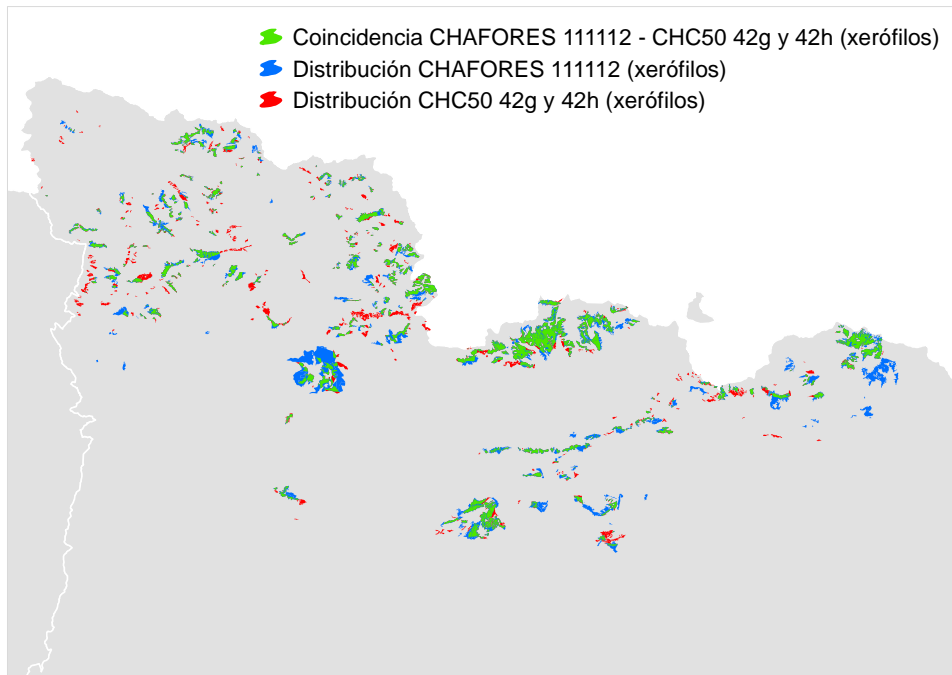 Coincidencia CHAFORES 111112 - CHC50 42g y 42h (xerófilos)
Distribución CHAFORES 111112 (xerófilos)
Distribución CHC50 42g y 42h (xerófilos)